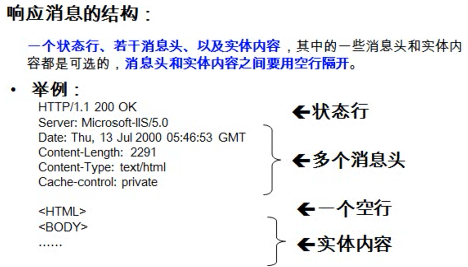 响应消息的结构：
一个状态行、若干消息头、以及实体内容，其中的一些消息头和实体内
容都是可选的，消息头和实体内容之间要用空行隔开。
• 举例：
HTTP/1.1 200 OK ←状态行
Server: Microsoft-IIS/5.0
Date: Thu, 13 Jul 2000 05:46:53 GMT
Content-Length: 2291 ←多个消息头
Content-Type: text/html
Cache-control: private
←一个空行
<HTML>
<BODY> ←实体内容
......